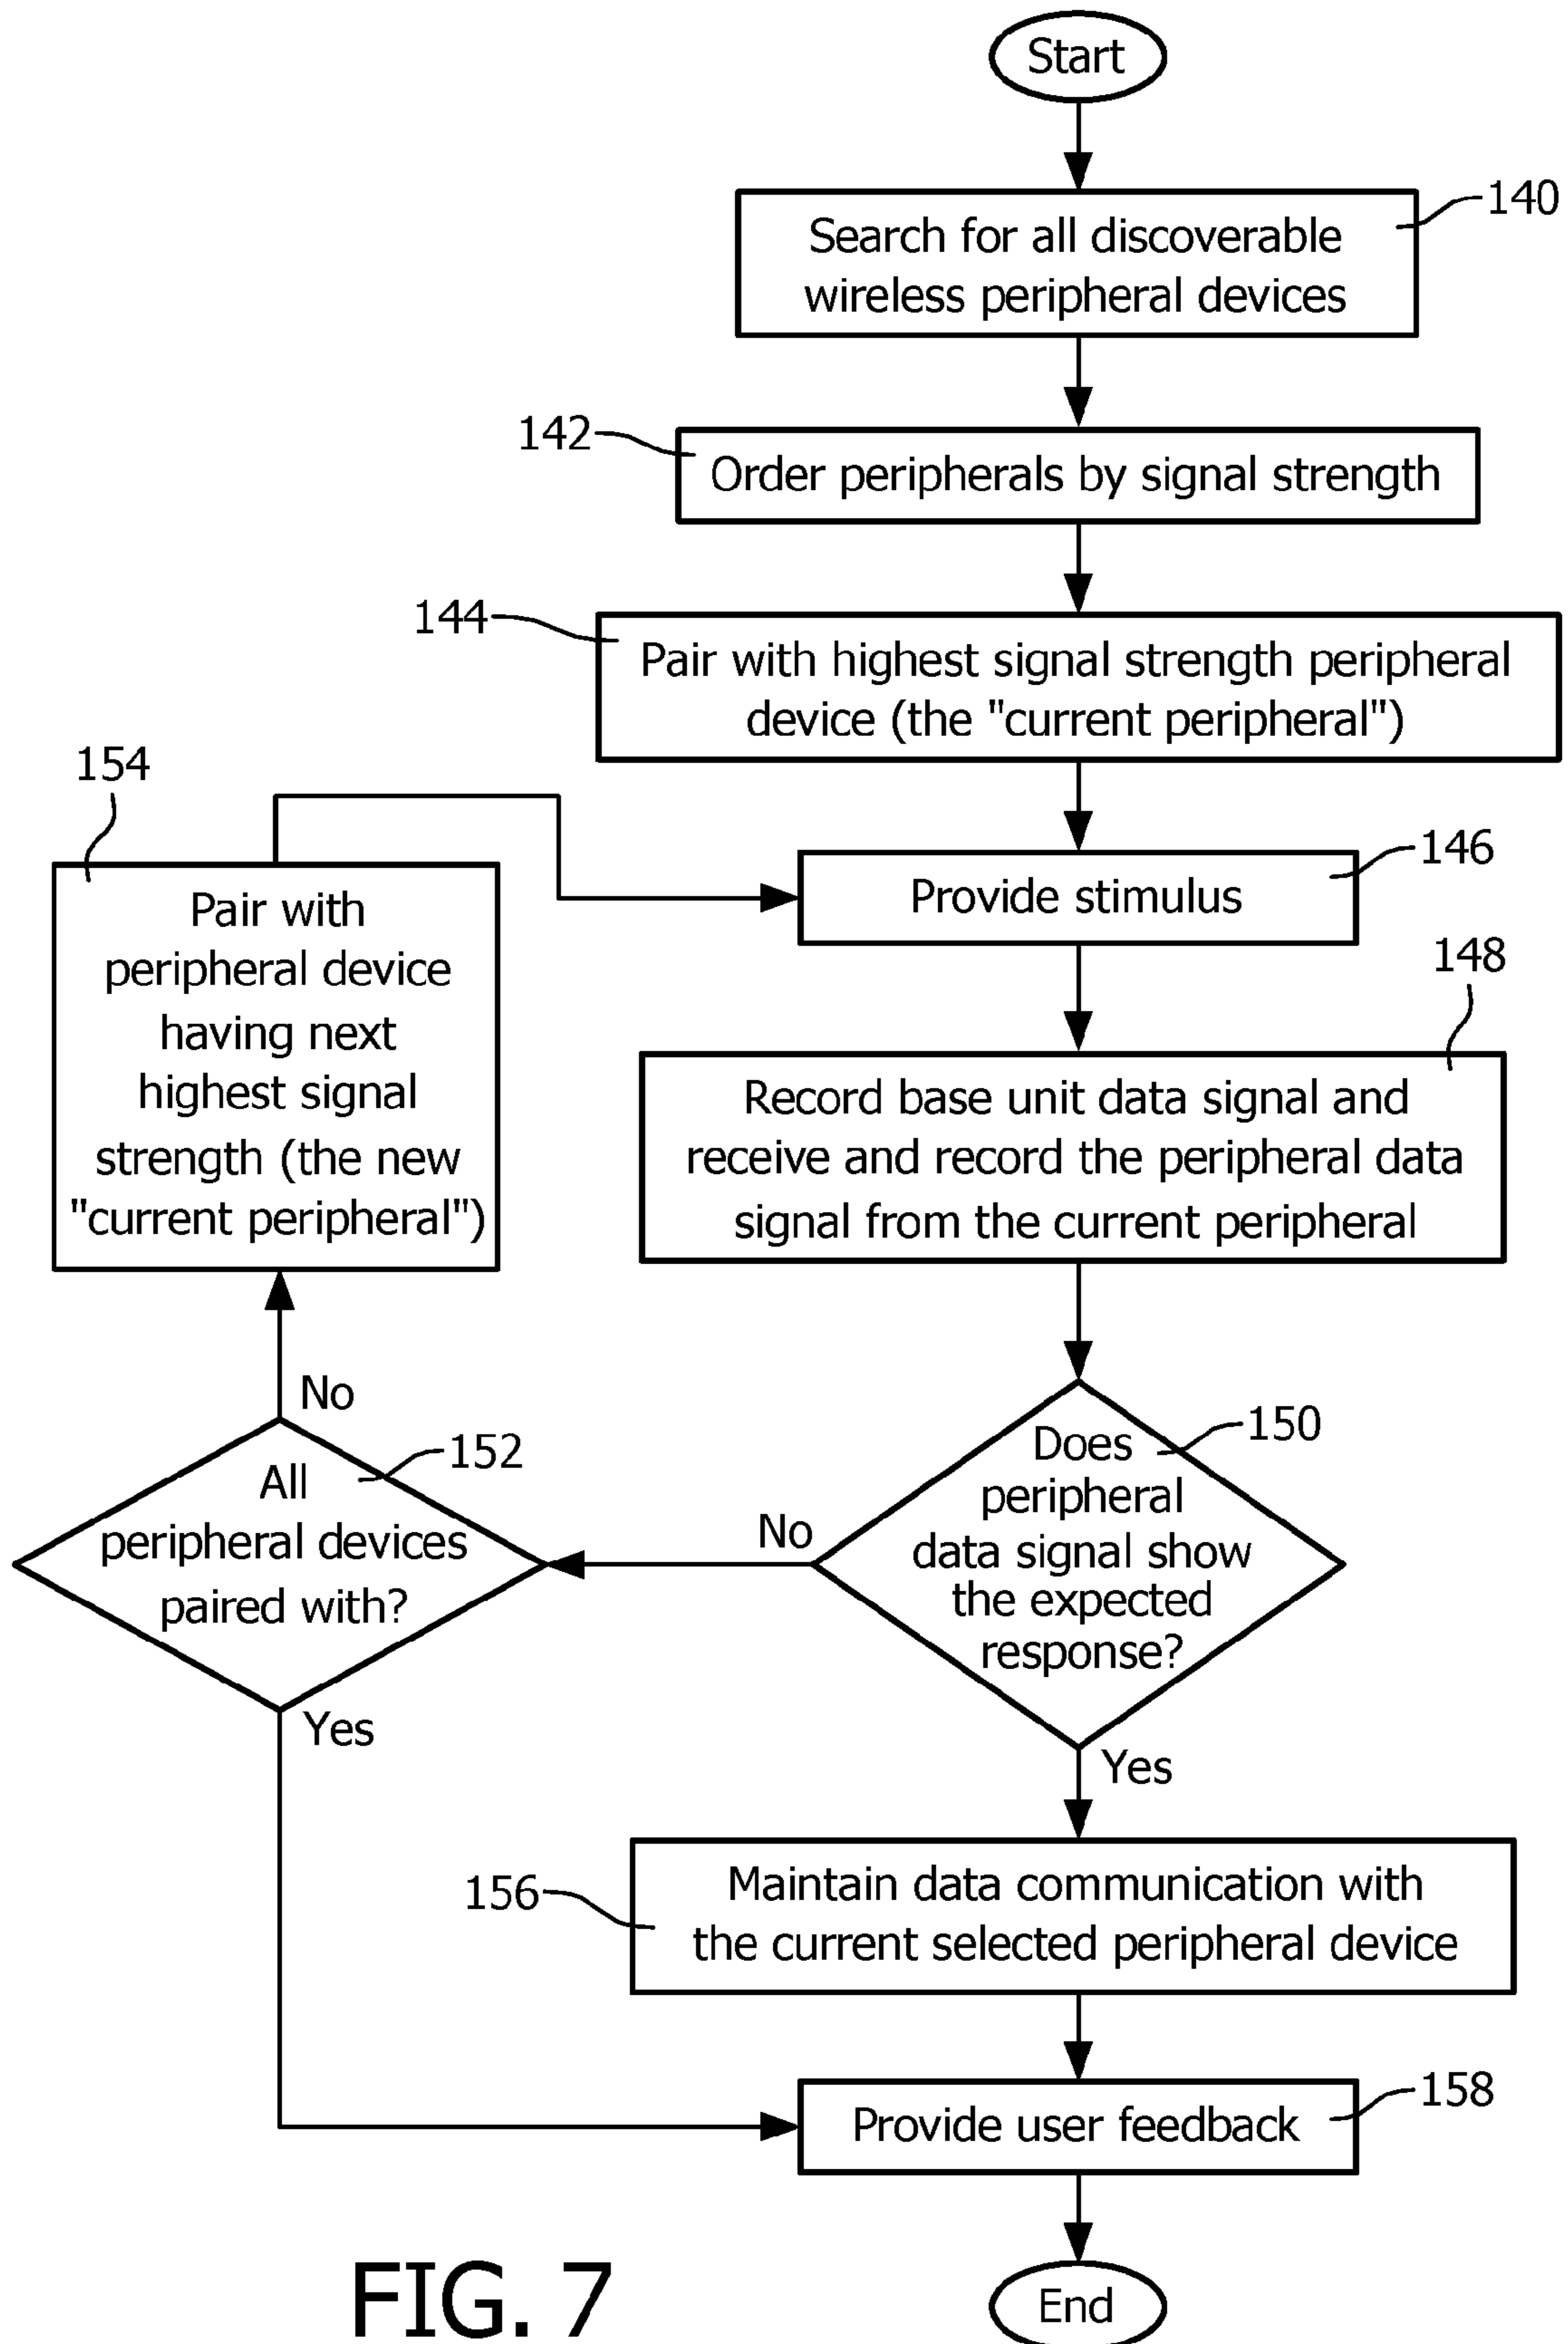 Start
140
Search for all discoverable
wireless peripheral devices
142
Order peripherals by signal strength
144
Pair with highest signal strength peripheral
device (the "current peripheral")
154
Pair with
peripheral device
having next
highest signal
strength (the new
"current peripheral")
146
Provide stimulus
148
Record base unit data signal and
receive and record the peripheral data
signal from the current peripheral
No
152
All
peripheral devices
paired with?
Yes
No
150
Does
peripheral
data signal show
the expected
response?
Yes
156
Maintain data communication with
the current selected peripheral device
158
Provide user feedback
End
FIG. 7